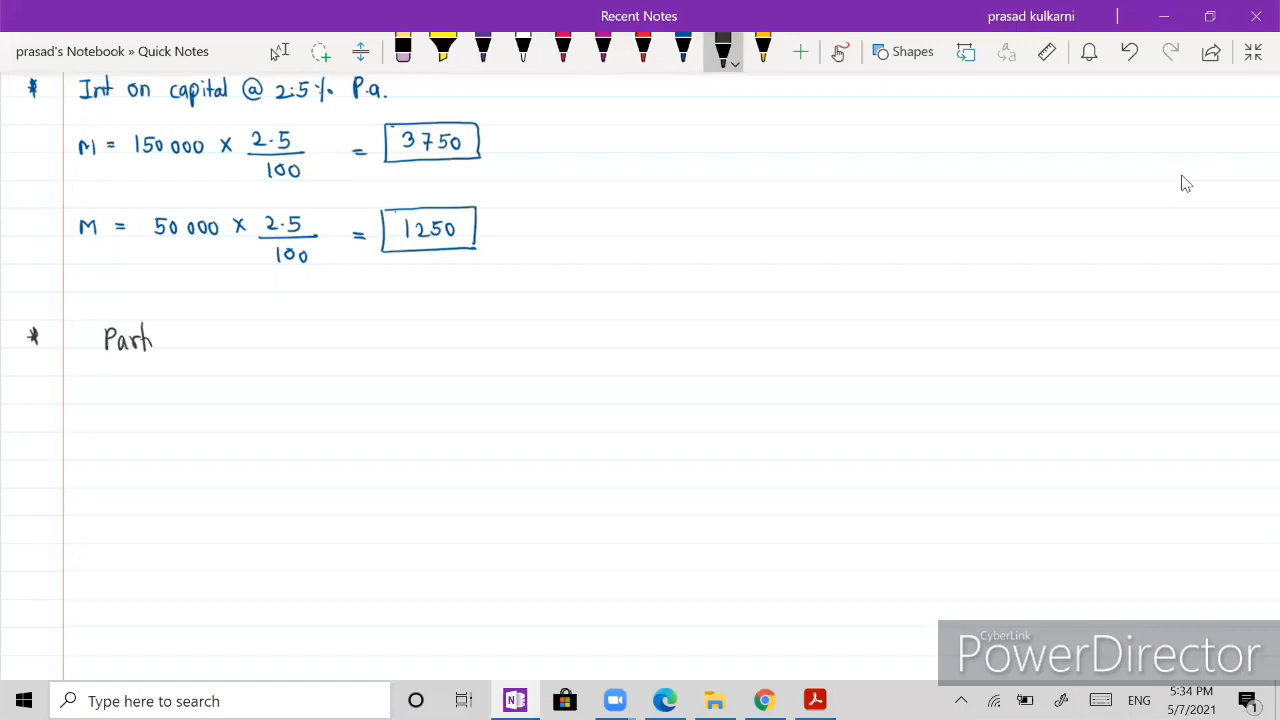 Recent Notes
prasad kulkarni
prasad's Notebook » Quick Notes
Shapes
* Int on capital @ 2.5% P.a.
M = 150 000 × 2.5 / 100 = 3750
M = 50 000 × 2.5 / 100 = 1250
* Part
CyberLink
PowerDirector
Type here to search
ENG
5:34 PM
5/7/2021